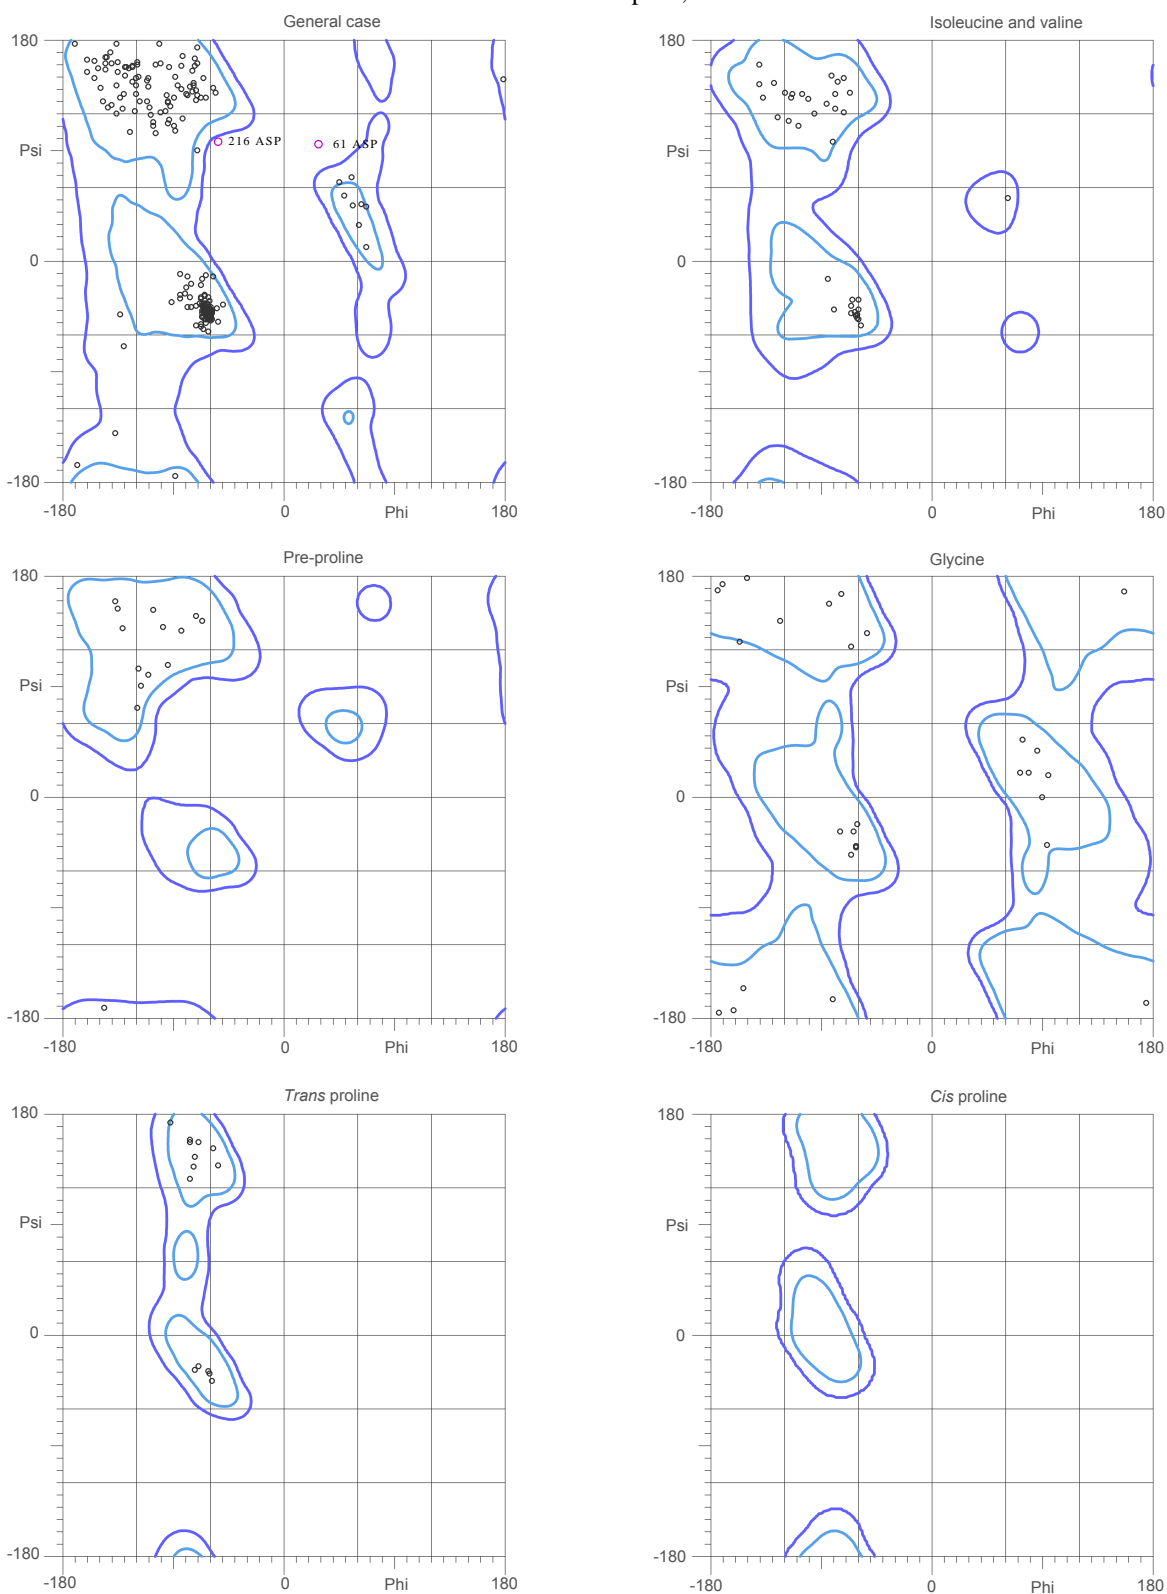 General case
180
Psi
0
-180
-180
0
Phi
180
216 ASP
61 ASP
Isoleucine and valine
180
Psi
0
-180
-180
0
Phi
180
Pre-proline
180
Psi
0
-180
-180
0
Phi
180
Glycine
180
Psi
0
-180
-180
0
Phi
180
Trans proline
180
Psi
0
-180
-180
0
Phi
180
Cis proline
180
Psi
0
-180
-180
0
Phi
180